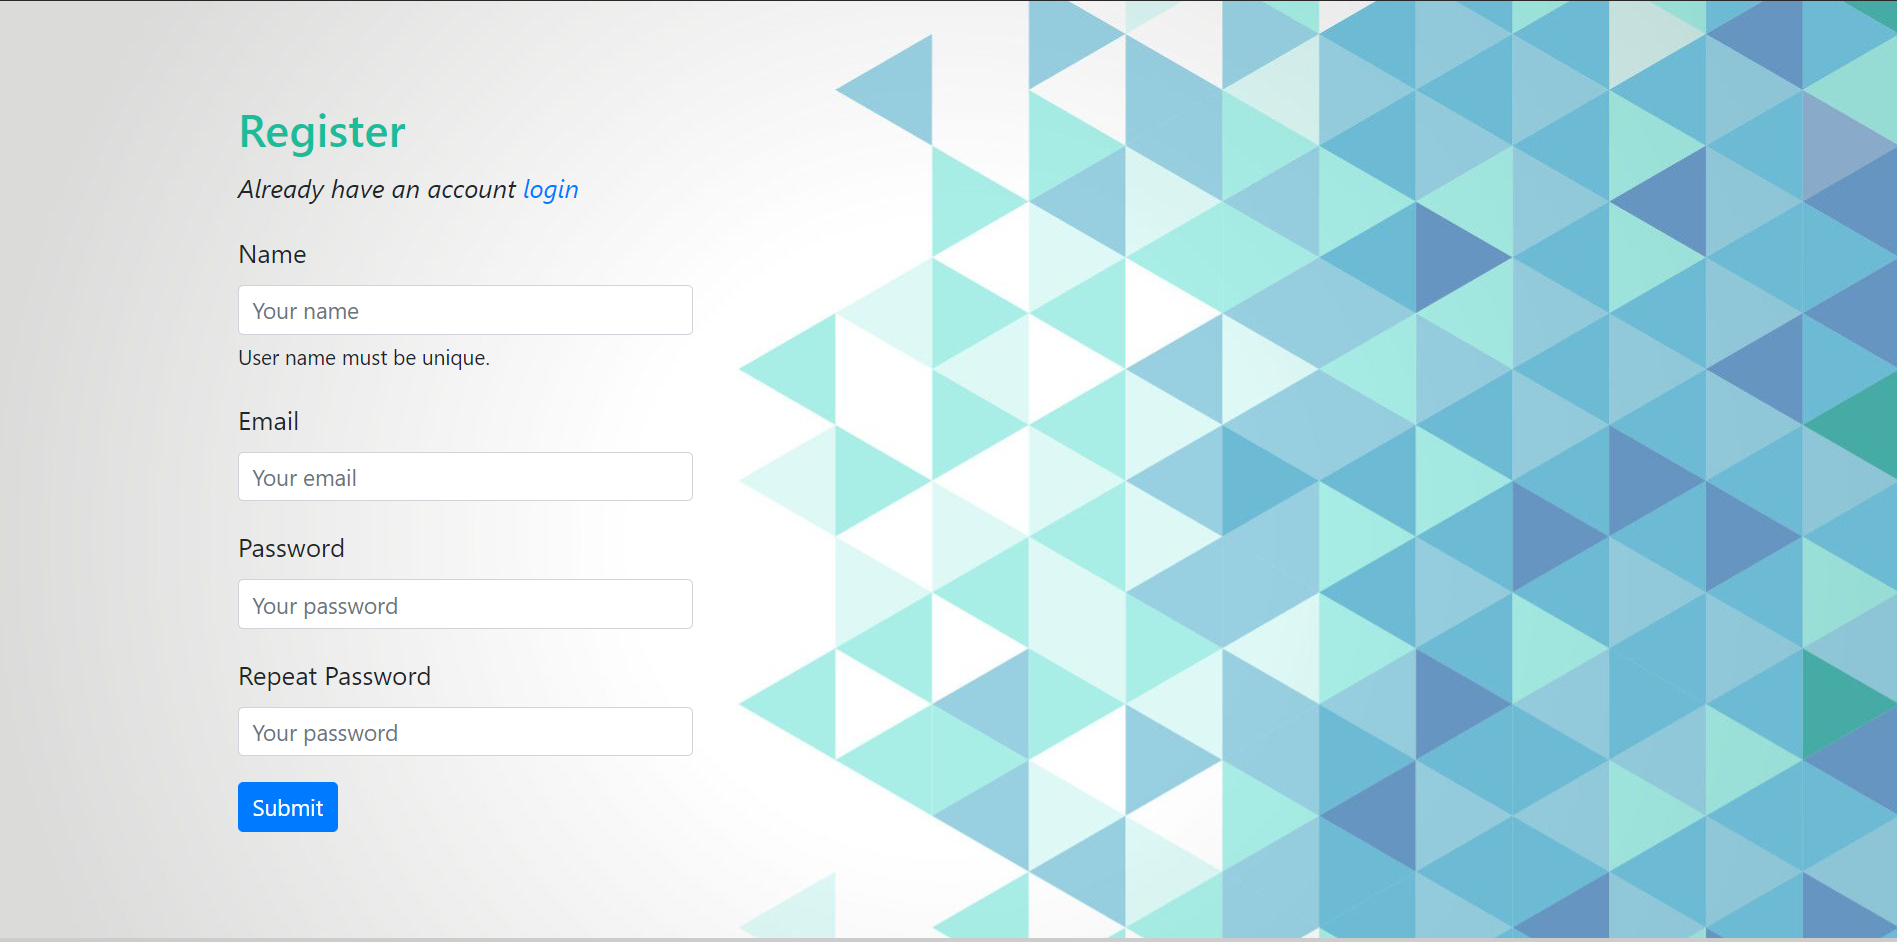 Register
Already have an account login
Name
Your name
User name must be unique.
Email
Your email
Password
Your password
Repeat Password
Your password
Submit